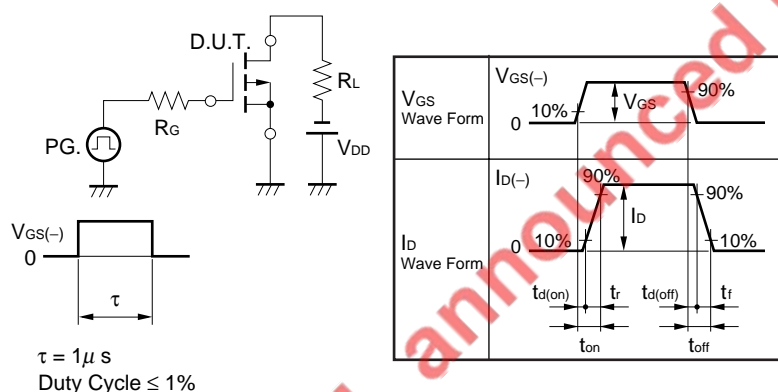 D.U.T.
RL
RG
PG.
VDD
VGS(−)
0
τ
τ = 1μ s
Duty Cycle ≤ 1%
VGS
Wave Form
VGS(−)
10%
0
VGS
90%
ID
Wave Form
ID(−)
90%
90%
ID
0
10%
10%
td(on)
tr
td(off)
tf
ton
toff
announced